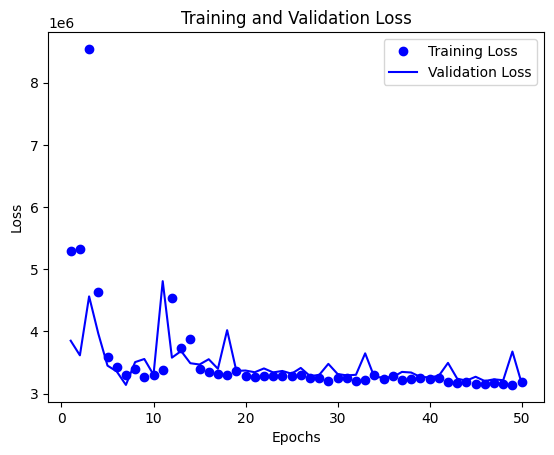 Training and Validation Loss
1e6
Training Loss
Validation Loss
8
7
6
5
4
3
Loss
0
10
20
30
40
50
Epochs